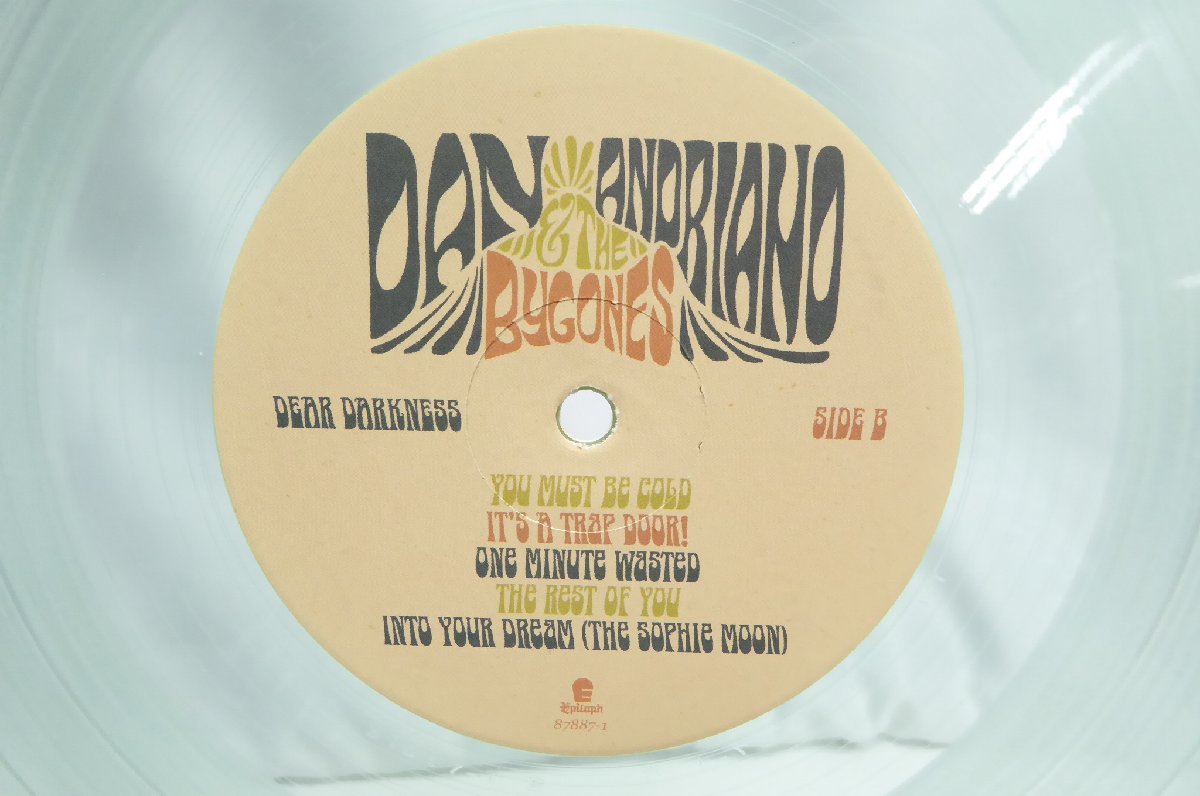 DAN ANDRIANO
& THE
BYGONES
DEAR DARKNESS
SIDE B
YOU MUST BE COLD
IT'S A TRAP DOOR!
ONE MINUTE WASTED
THE REST OF YOU
INTO YOUR DREAM (THE SOPHIE MOON)
E
Epitaph
87887-1